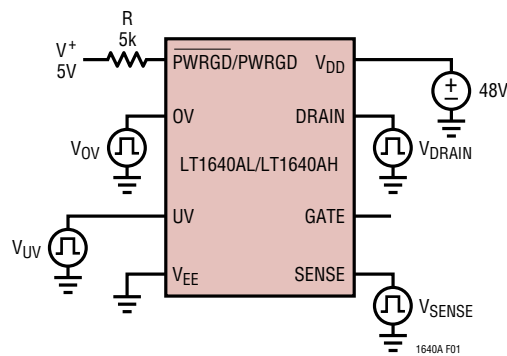 R
5k
V+
5V
PWRGD/PWRGD
VDD
48V
OV
DRAIN
VOV
VDRAIN
LT1640AL/LT1640AH
UV
GATE
VUV
VEE
SENSE
VSENSE
1640A F01